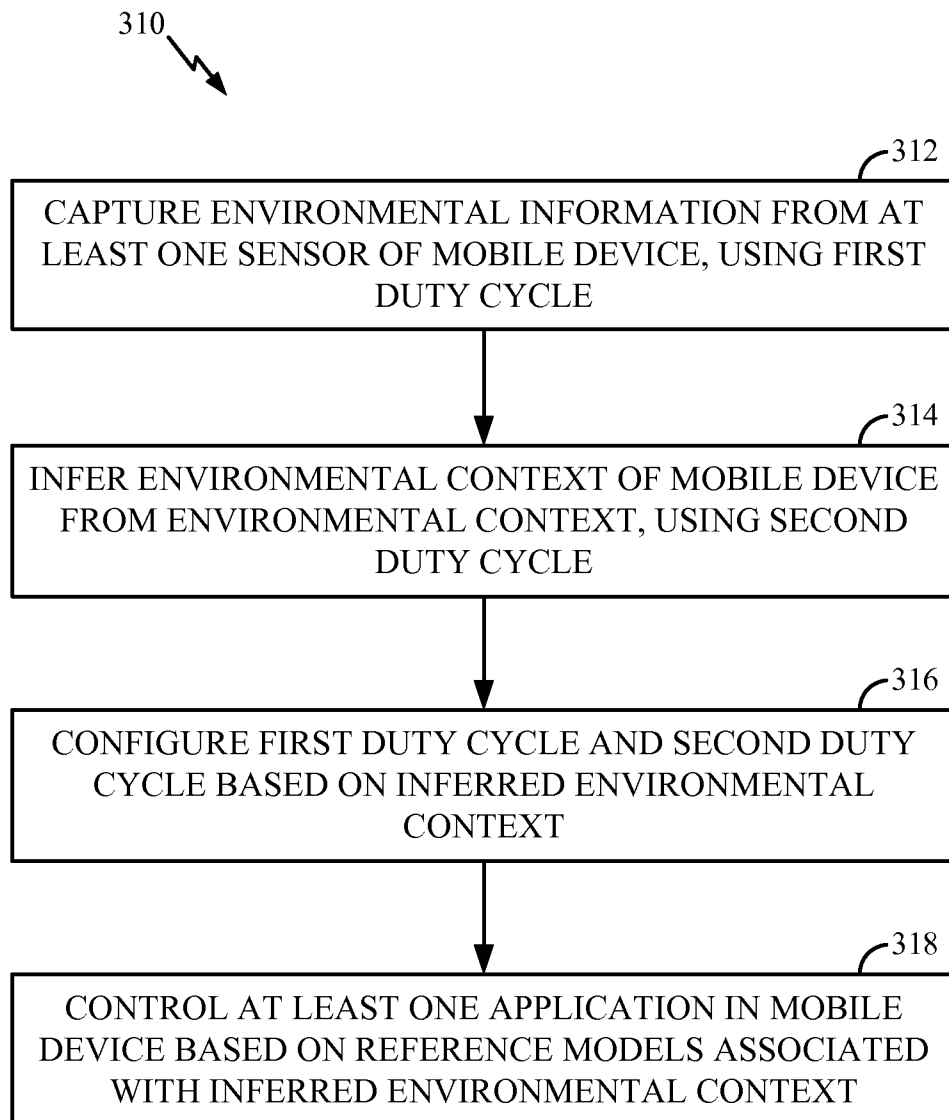 310
312
CAPTURE ENVIRONMENTAL INFORMATION FROM AT
LEAST ONE SENSOR OF MOBILE DEVICE, USING FIRST
DUTY CYCLE
314
INFER ENVIRONMENTAL CONTEXT OF MOBILE DEVICE
FROM ENVIRONMENTAL CONTEXT, USING SECOND
DUTY CYCLE
316
CONFIGURE FIRST DUTY CYCLE AND SECOND DUTY
CYCLE BASED ON INFERRED ENVIRONMENTAL
CONTEXT
318
CONTROL AT LEAST ONE APPLICATION IN MOBILE
DEVICE BASED ON REFERENCE MODELS ASSOCIATED
WITH INFERRED ENVIRONMENTAL CONTEXT